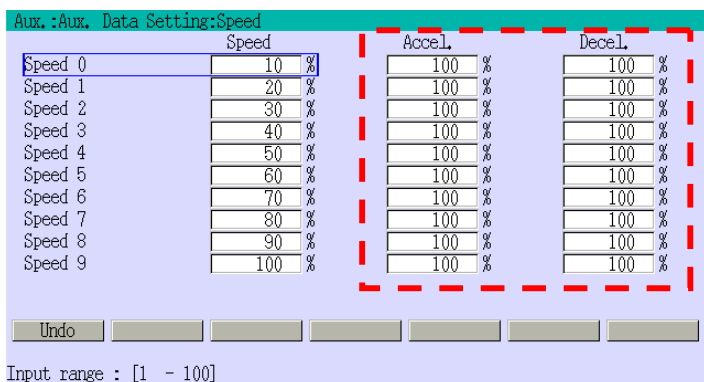 Aux.:Aux. Data Setting:Speed
Speed Accel. Decel.
Speed 0 10 % 100 % 100 %
Speed 1 20 % 100 % 100 %
Speed 2 30 % 100 % 100 %
Speed 3 40 % 100 % 100 %
Speed 4 50 % 100 % 100 %
Speed 5 60 % 100 % 100 %
Speed 6 70 % 100 % 100 %
Speed 7 80 % 100 % 100 %
Speed 8 90 % 100 % 100 %
Speed 9 100 % 100 % 100 %
Undo
Input range : [1 - 100]